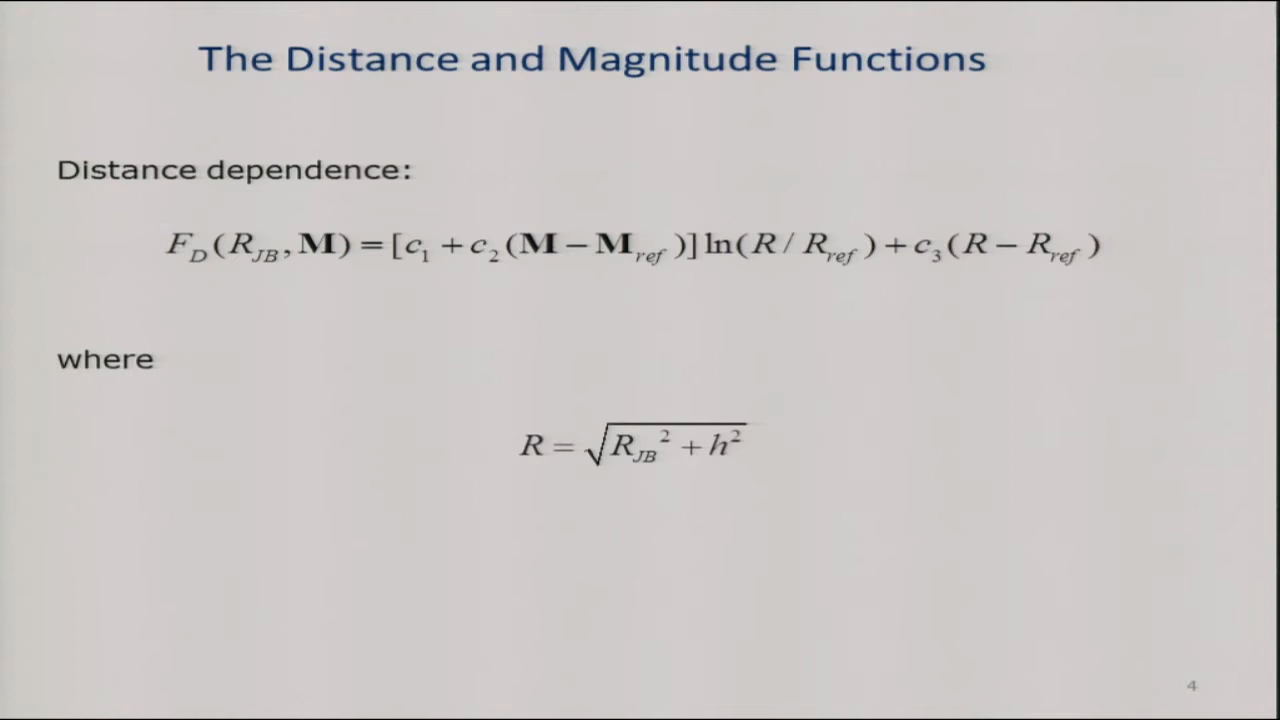 The Distance and Magnitude Functions
Distance dependence:
F_D(R_JB, M) = [c_1 + c_2(M − M_ref)] ln(R / R_ref) + c_3(R − R_ref)
where
R = √(R_JB² + h²)
4